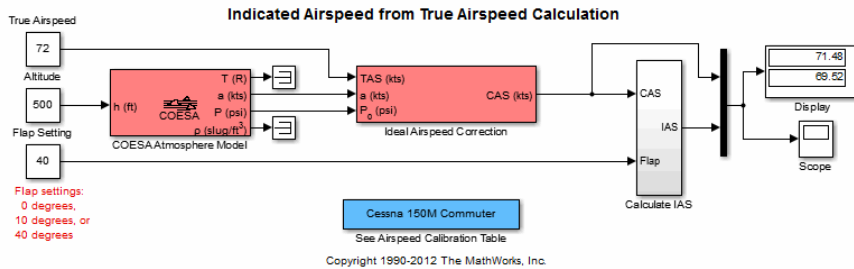 Indicated Airspeed from True Airspeed Calculation
True Airspeed
72
Altitude
500
Flap Setting
40
Flap settings:
0 degrees,
10 degrees, or
40 degrees
h (ft)
COESA
T (R)
a (kts)
P (psi)
ρ (slug/ft³)
COESA Atmosphere Model
TAS (kts)
a (kts)
P₀ (psi)
CAS (kts)
Ideal Airspeed Correction
CAS
IAS
Flap
Calculate IAS
71.48
69.52
Display
Scope
Cessna 150M Commuter
See Airspeed Calibration Table
Copyright 1990-2012 The MathWorks, Inc.